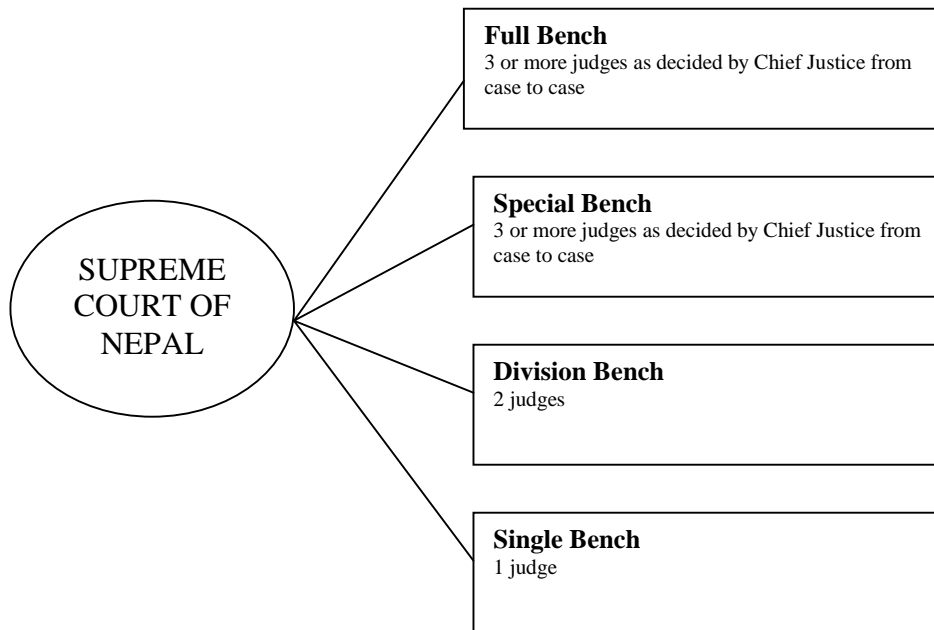 Full Bench
3 or more judges as decided by Chief Justice from
case to case
Special Bench
3 or more judges as decided by Chief Justice from
case to case
SUPREME
COURT OF
NEPAL
Division Bench
2 judges
Single Bench
1 judge